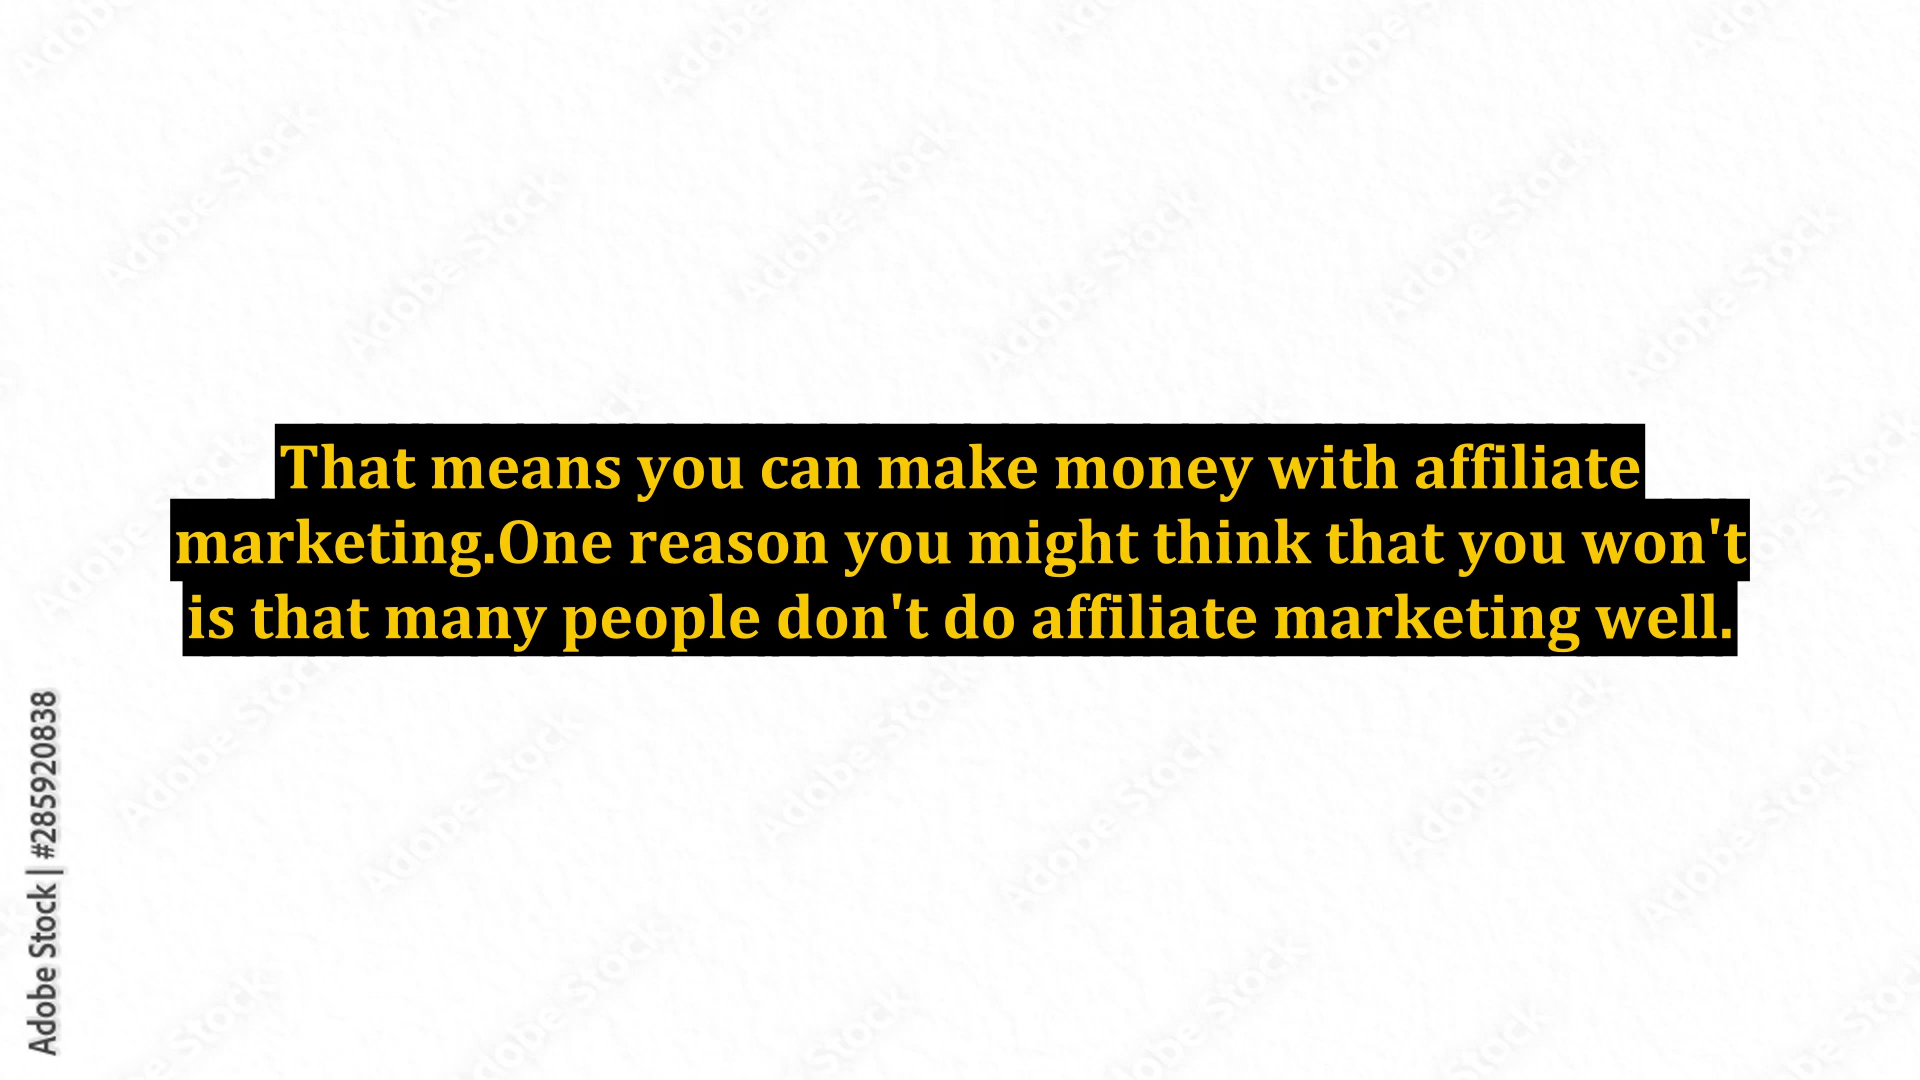 That means you can make money with affiliate
marketing.One reason you might think that you won't
is that many people don't do affiliate marketing well.
Adobe Stock | #285920838